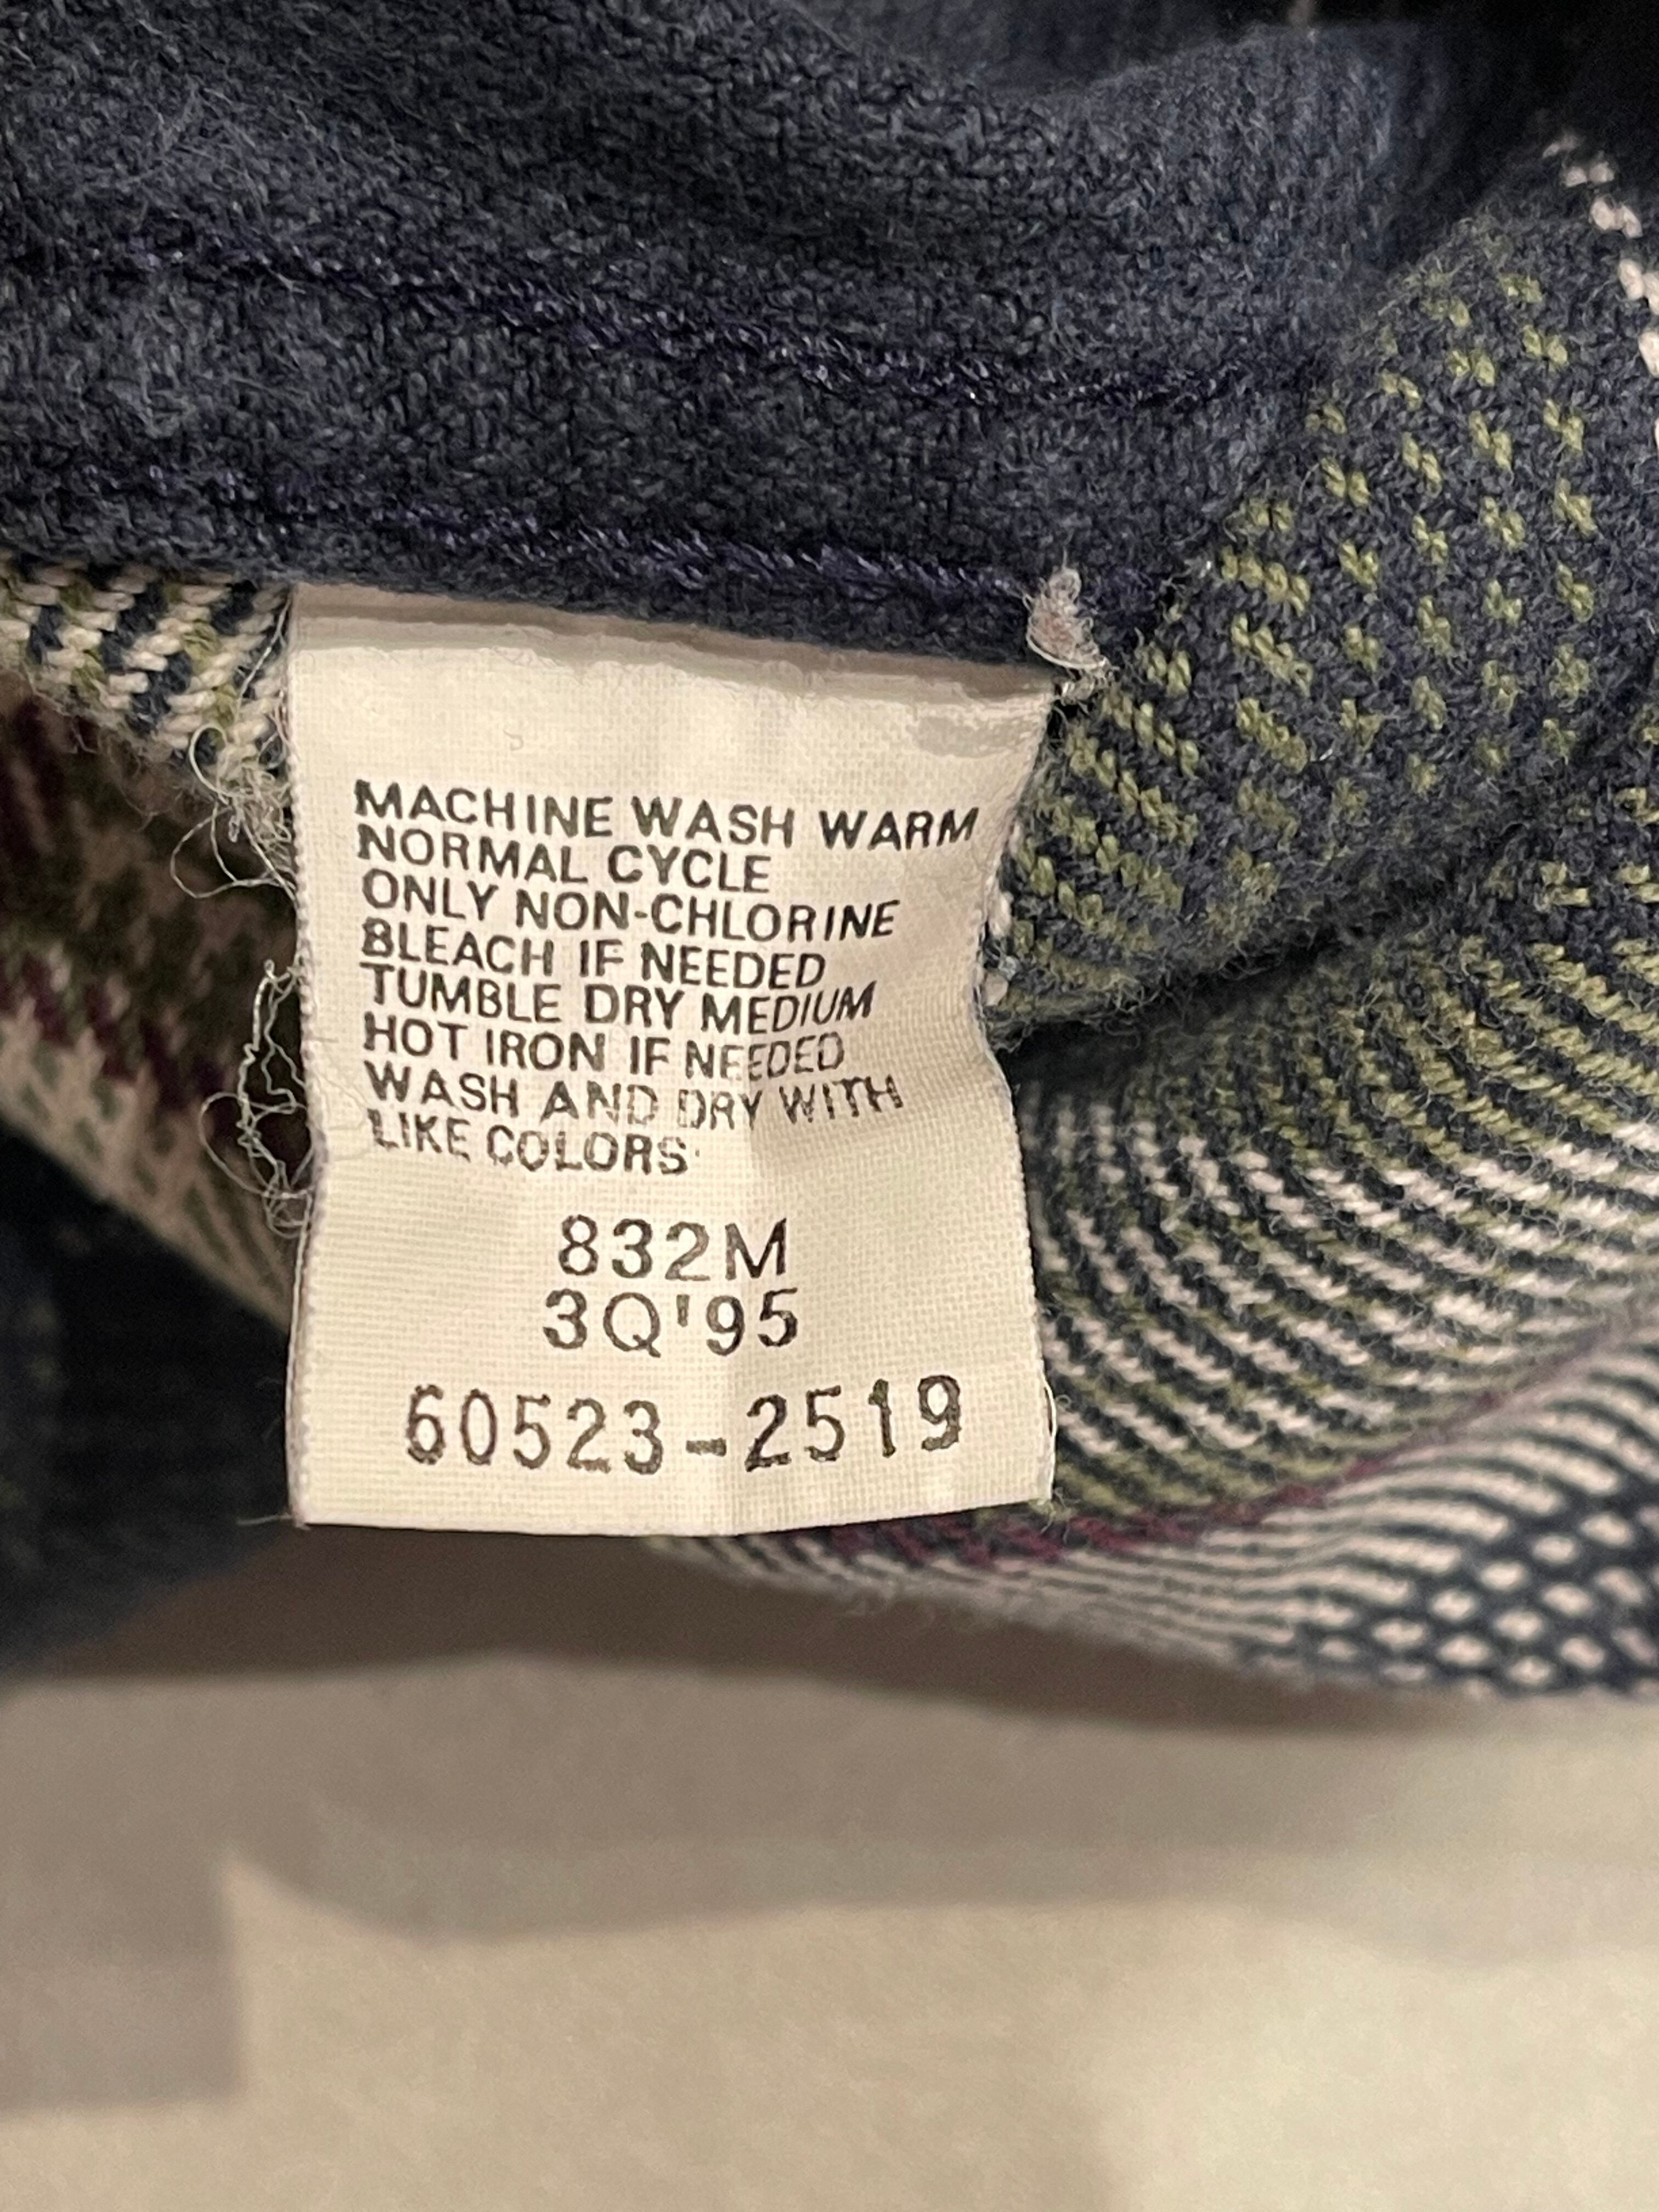 MACHINE WASH WARM
NORMAL CYCLE
ONLY NON-CHLORINE
BLEACH IF NEEDED
TUMBLE DRY MEDIUM
HOT IRON IF NEEDED
WASH AND DRY WITH
LIKE COLORS
832M
3Q'95
60523-2519